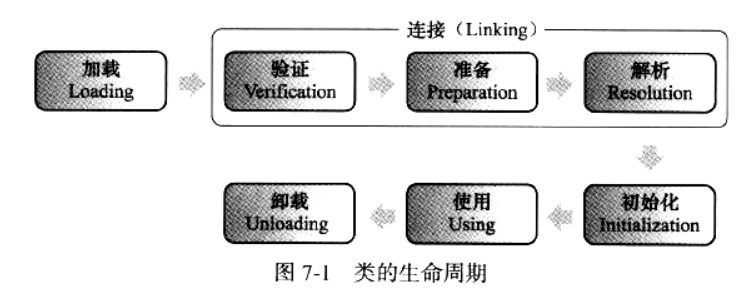 连接（Linking）
加载
Loading
验证
Verification
准备
Preparation
解析
Resolution
初始化
Initialization
使用
Using
卸载
Unloading
图 7-1 类的生命周期